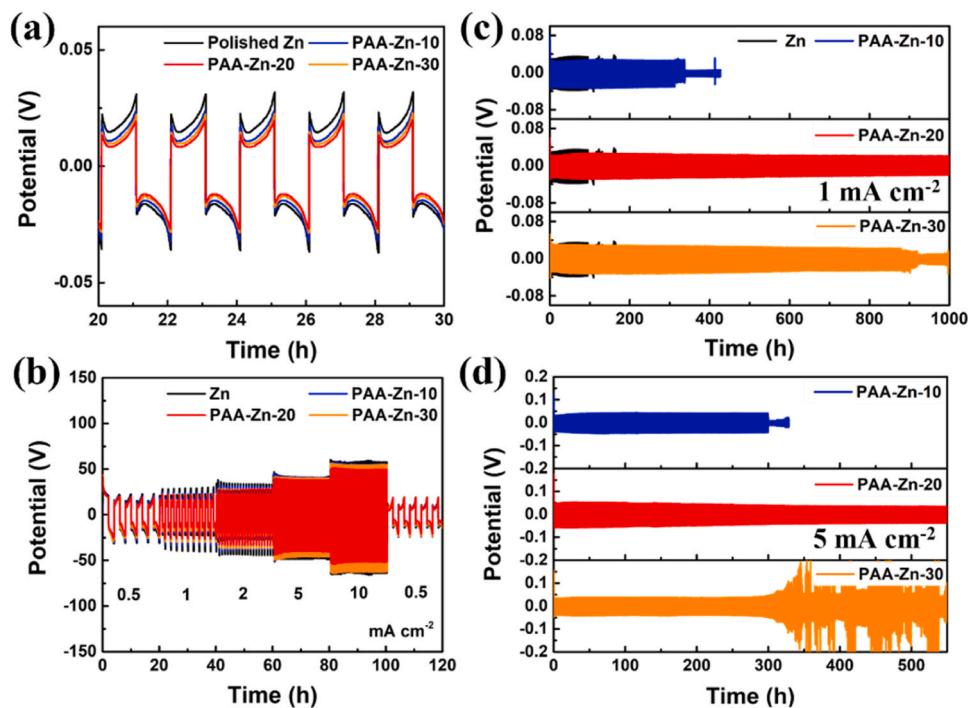 (a)
Polished Zn PAA-Zn-10
PAA-Zn-20 PAA-Zn-30
Potential (V)
0.05
0.00
-0.05
20 22 24 26 28 30
Time (h)
(c)
Zn PAA-Zn-10
0.08
0.00
-0.08
PAA-Zn-20
0.08
0.00
-0.08
1 mA cm⁻²
PAA-Zn-30
0.08
0.00
-0.08
Potential (V)
0 200 400 600 800 1000
Time (h)
(b)
Zn PAA-Zn-10
PAA-Zn-20 PAA-Zn-30
Potential (V)
150
100
50
0
-50
-100
-150
0.5 1 2 5 10 0.5
mA cm⁻²
0 20 40 60 80 100 120
Time (h)
(d)
PAA-Zn-10
0.2
0.1
0.0
-0.1
-0.2
PAA-Zn-20
0.1
0.0
-0.1
-0.2
5 mA cm⁻²
PAA-Zn-30
0.1
0.0
-0.1
-0.2
Potential (V)
0 100 200 300 400 500
Time (h)